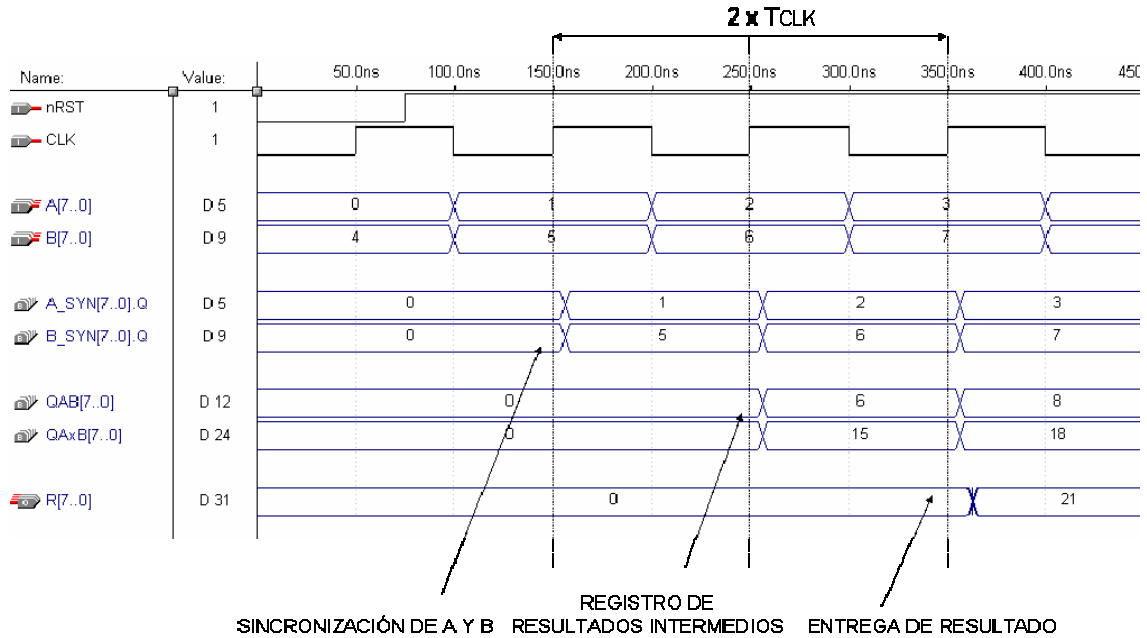 2 x TCLK
50.0ns 100.0ns 150.0ns 200.0ns 250.0ns 300.0ns 350.0ns 400.0ns 450
Name: Value:
nRST 1
CLK 1
A[7..0] D 5 0 1 2 3
B[7..0] D 9 4 5 6 7
A_SYN[7..0].Q D 5 0 1 2 3
B_SYN[7..0].Q D 9 0 5 6 7
QAB[7..0] D 12 0 6 8
QAxB[7..0] D 24 0 15 18
R[7..0] D 31 0 21
REGISTRO DE
SINCRONIZACIÓN DE A Y B RESULTADOS INTERMEDIOS ENTREGA DE RESULTADO